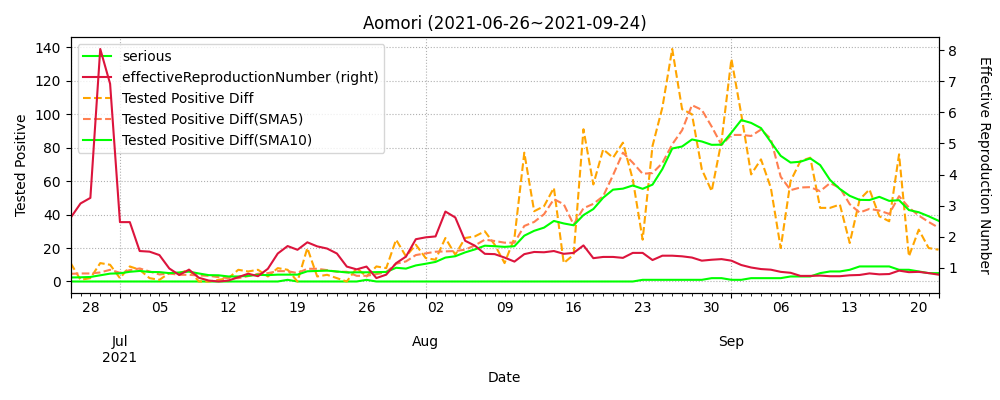 Aomori (2021-06-26~2021-09-24)
serious
effectiveReproductionNumber (right)
Tested Positive Diff
Tested Positive Diff(SMA5)
Tested Positive Diff(SMA10)
Tested Positive
140
120
100
80
60
40
20
0
8
7
6
5
4
3
2
1
Effective Reproduction Number
28 05 12 19 26 02 09 16 23 30 06 13 20
Jul Aug Sep
2021
Date